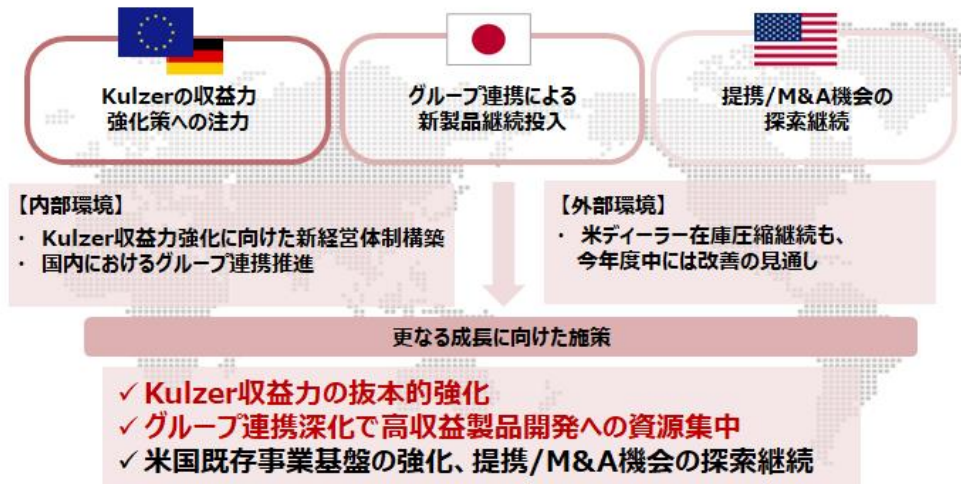 Kulzerの収益力
強化策への注力
グループ連携による
新製品継続投入
提携/M&A機会の
探索継続
【内部環境】
・ Kulzer収益力強化に向けた新経営体制構築
・ 国内におけるグループ連携推進
【外部環境】
・ 米ディーラー在庫圧縮継続も、
今年度中には改善の見通し
更なる成長に向けた施策
✓ Kulzer収益力の抜本的強化
✓ グループ連携深化で高収益製品開発への資源集中
✓ 米国既存事業基盤の強化、提携/M&A機会の探索継続